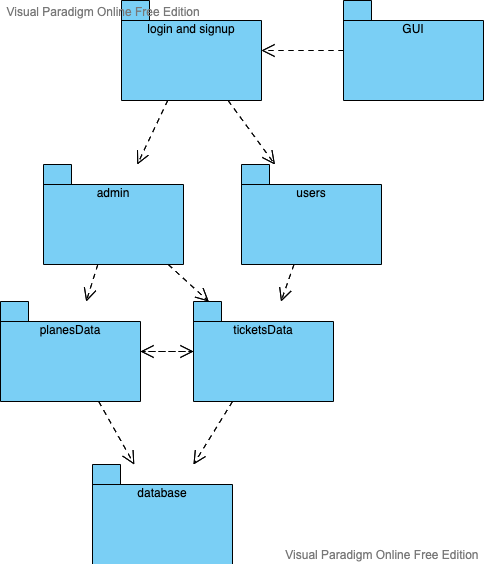 Visual Paradigm Online Free Edition
login and signup
GUI
admin
users
planesData
ticketsData
database
Visual Paradigm Online Free Edition